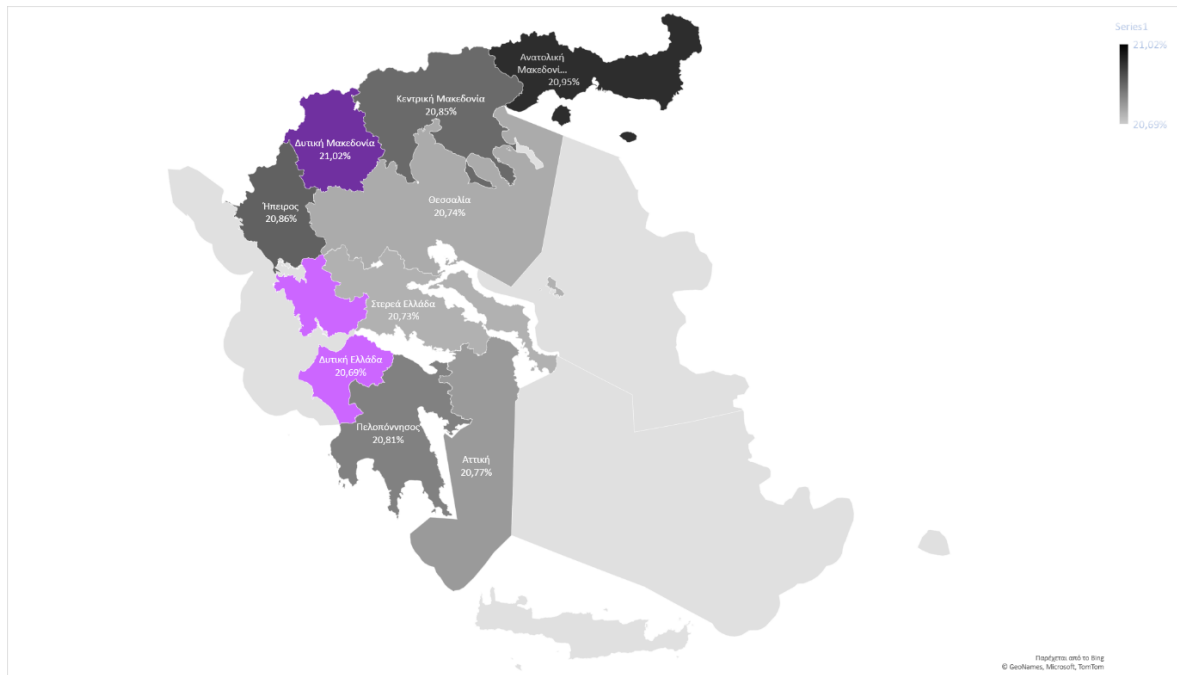 Series1
21,02%
20,69%
Ανατολική
Μακεδονί...
20,95%
Κεντρική Μακεδονία
20,85%
Δυτική Μακεδονία
21,02%
Ήπειρος
20,86%
Θεσσαλία
20,74%
Στερεά Ελλάδα
20,73%
Δυτική Ελλάδα
20,69%
Πελοπόννησος
20,81%
Αττική
20,77%
Παρέχεται από το Bing
© GeoNames, Microsoft, TomTom